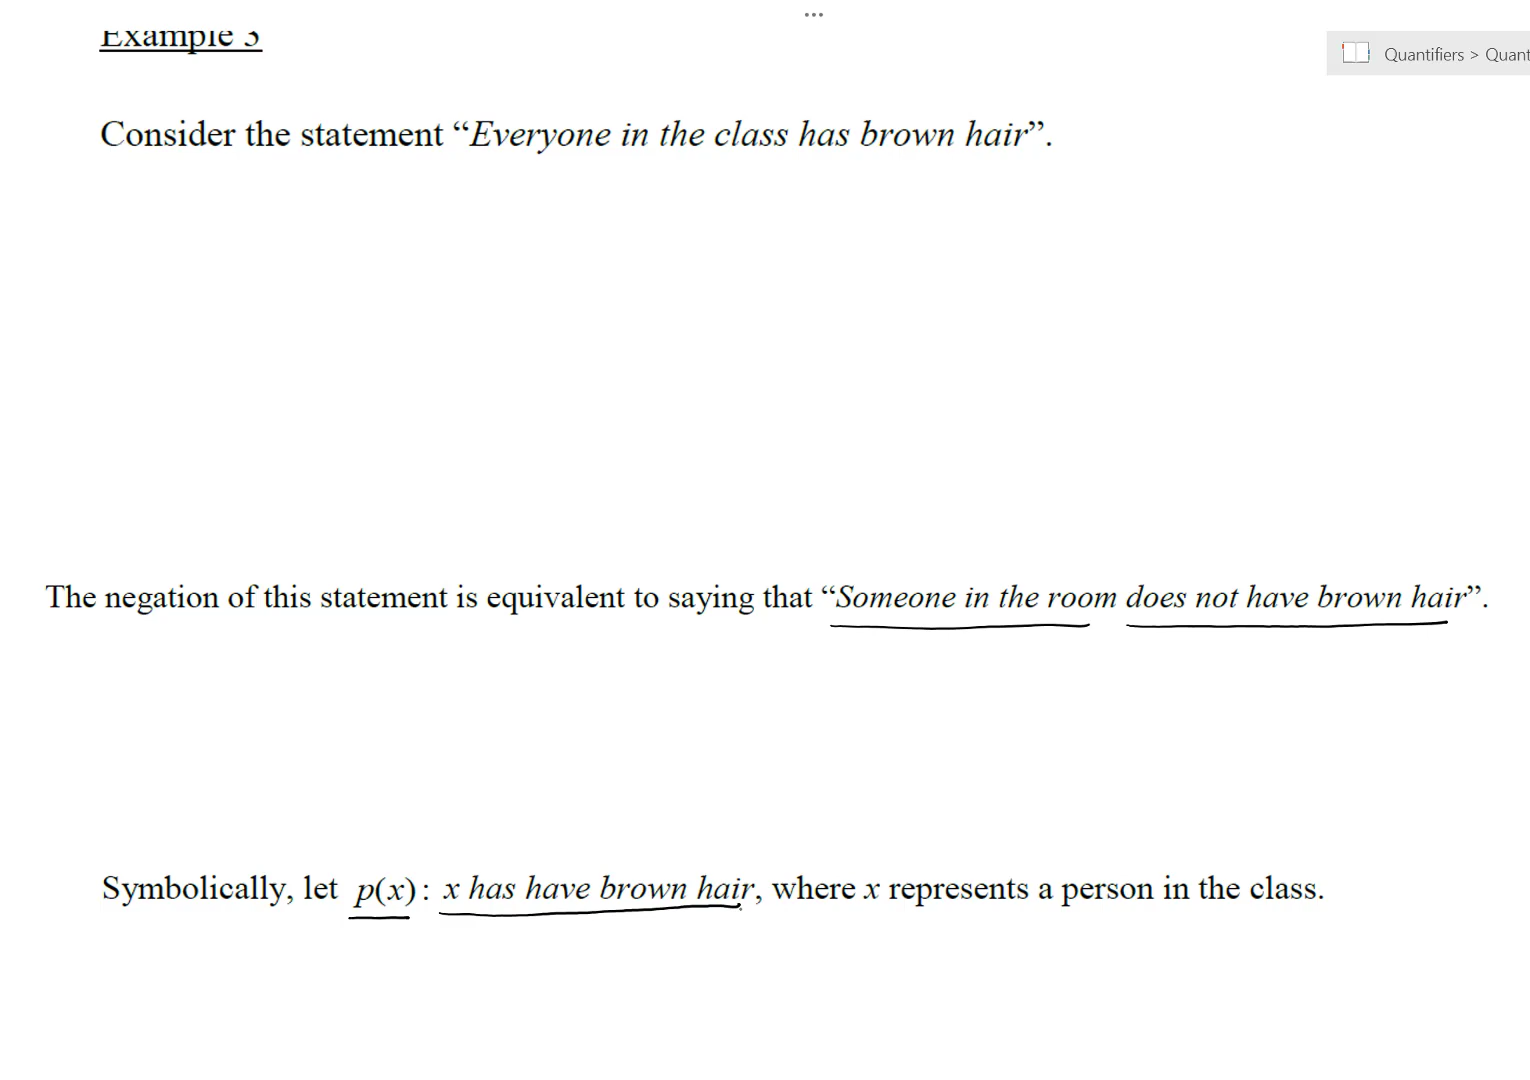 Example 3
Quantifiers > Quant
Consider the statement “Everyone in the class has brown hair”.
The negation of this statement is equivalent to saying that “Someone in the room does not have brown hair”.
Symbolically, let p(x): x has have brown hair, where x represents a person in the class.